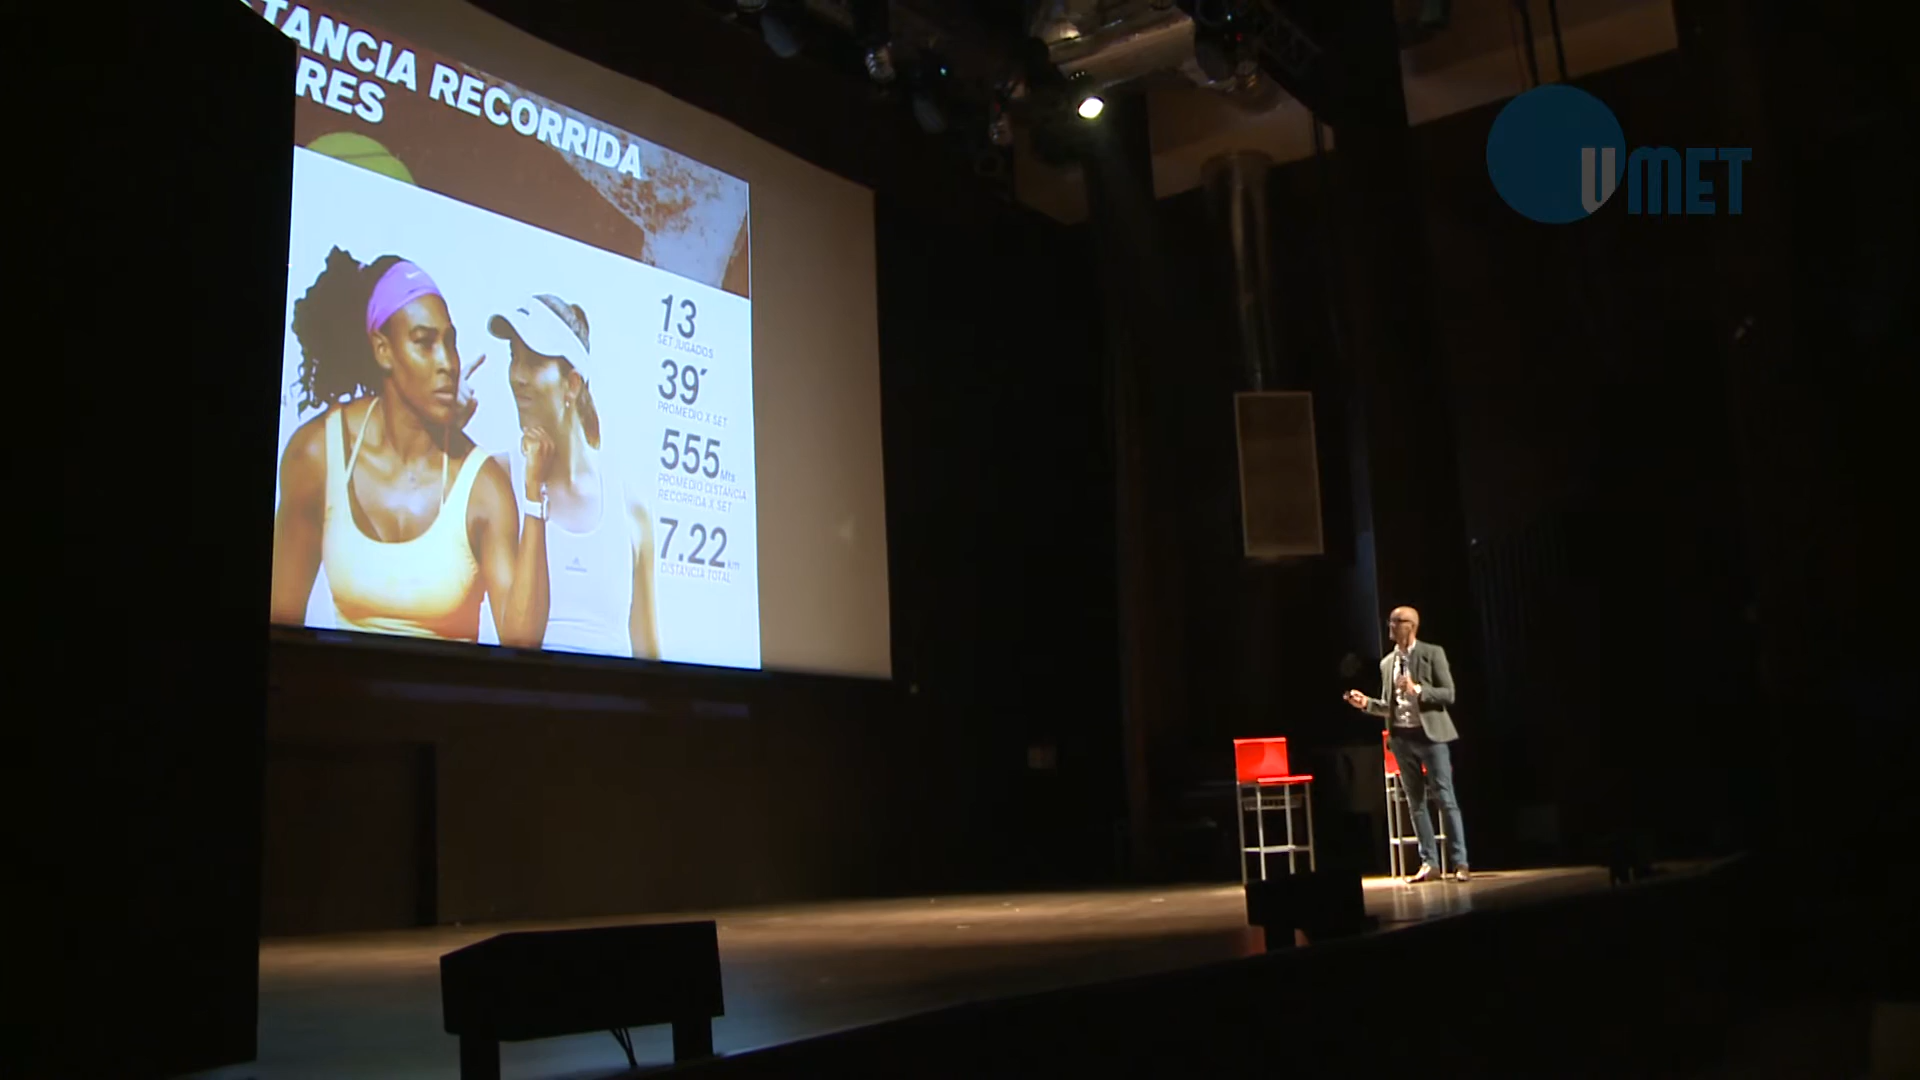 TANCIA RECORRIDA
RES
13
SET JUGADOS
39´
PROMEDIO X SET
555 Mts
PROMEDIO DISTANCIA
RECORRIDA X SET
7.22 km
DISTANCIA TOTAL
UMET